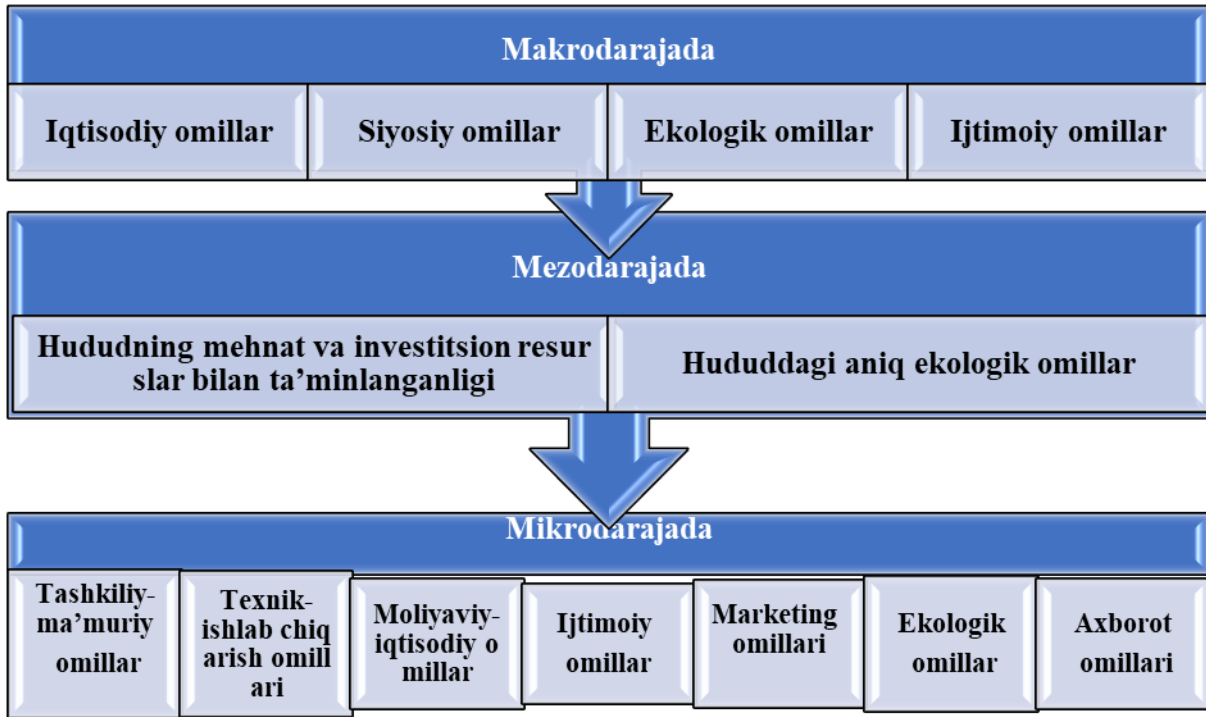 Makrodarajada
Iqtisodiy omillar
Siyosiy omillar
Ekologik omillar
Ijtimoiy omillar
Mezodarajada
Hududning mehnat va investitsion resur
slar bilan ta’minlanganligi
Hududdagi aniq ekologik omillar
Mikrodarajada
Tashkiliy-
ma’muriy
omillar
Texnik-
ishlab chiq
arish omill
ari
Moliyaviy-
iqtisodiy o
millar
Ijtimoiy
omillar
Marketing
omillari
Ekologik
omillar
Axborot
omillari